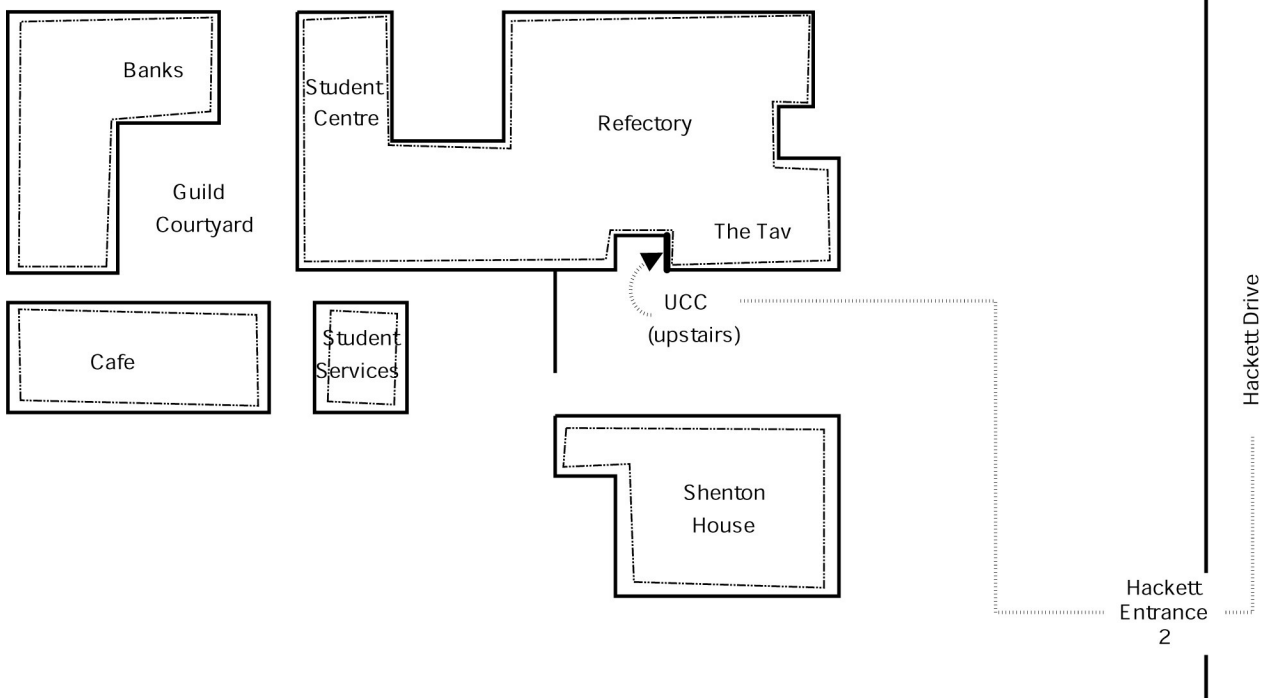 Banks
Student
Centre
Refectory
Guild
Courtyard
The Tav
UCC
(upstairs)
Hackett Drive
Cafe
Student
Services
Shenton
House
Hackett
Entrance
2